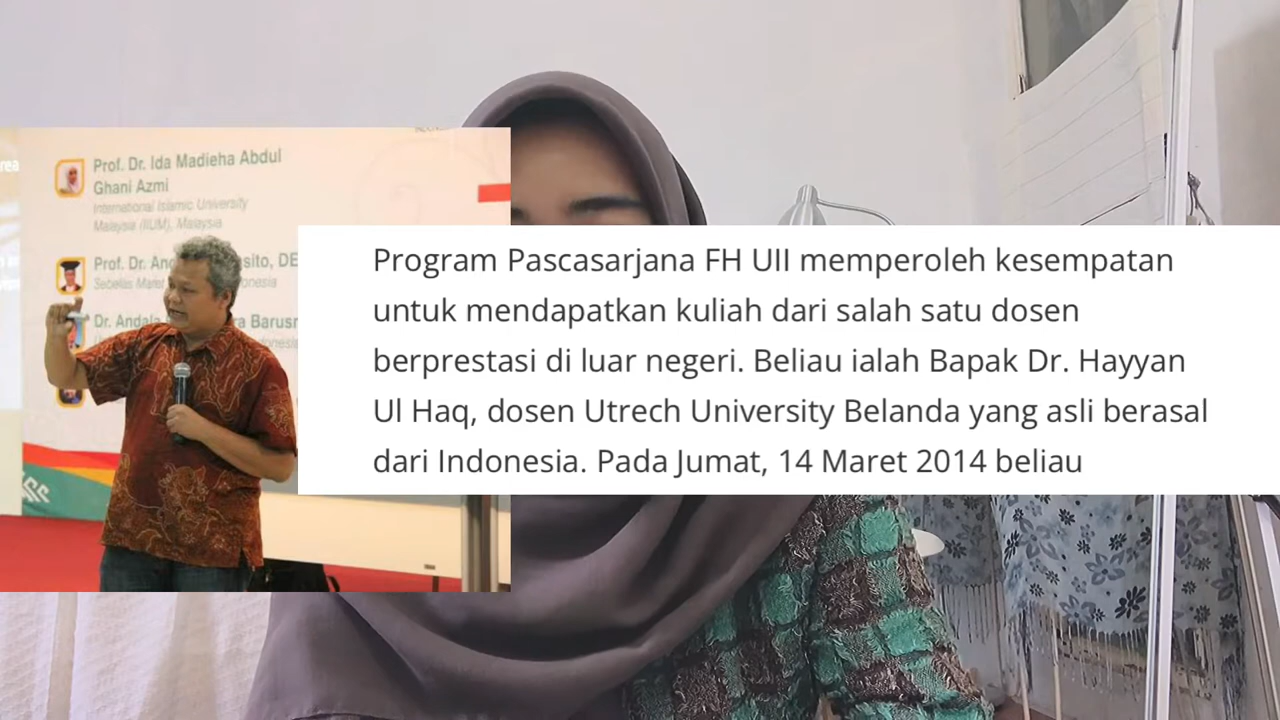 Prof. Dr. Ida Madieha Abdul
Ghani Azmi
International Islamic University
Malaysia (IIUM), Malaysia
Prof. Dr.
Dr.
Program Pascasarjana FH UII memperoleh kesempatan
untuk mendapatkan kuliah dari salah satu dosen
berprestasi di luar negeri. Beliau ialah Bapak Dr. Hayyan
Ul Haq, dosen Utrech University Belanda yang asli berasal
dari Indonesia. Pada Jumat, 14 Maret 2014 beliau